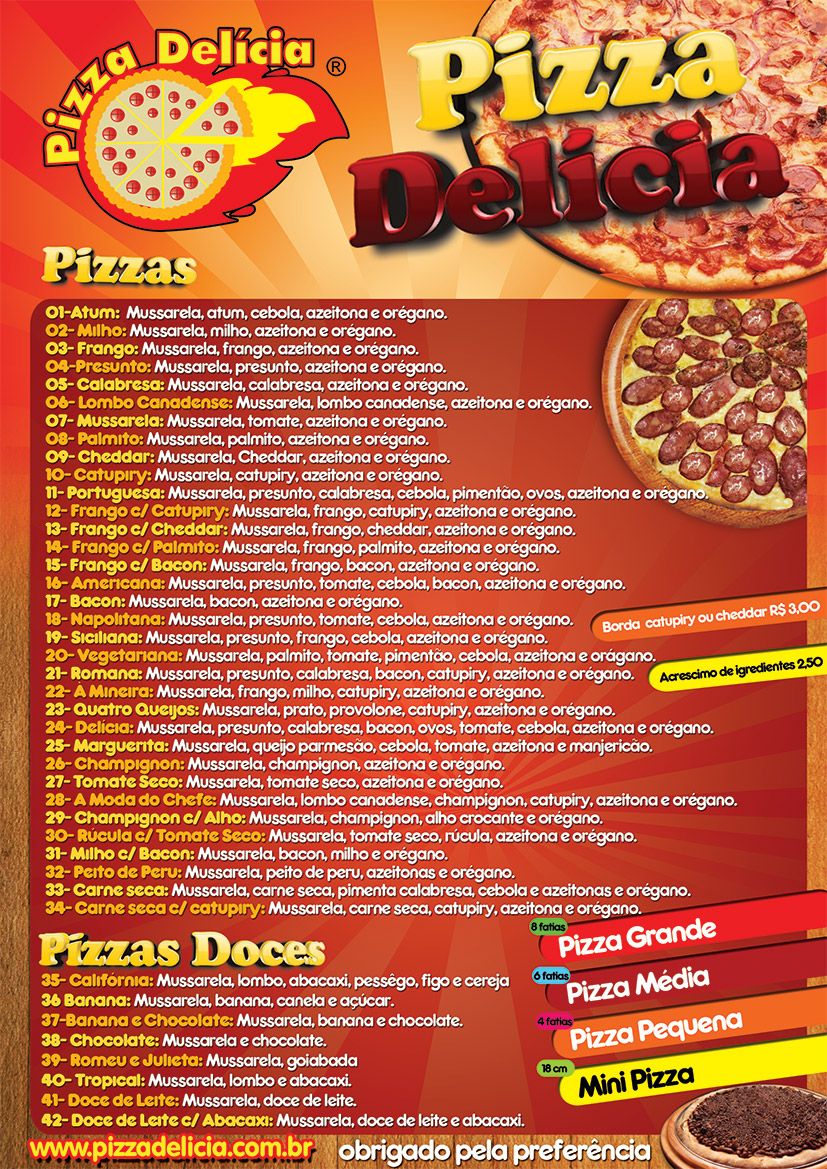 Pizza Delícia ®
Pizza
Delicia
Pizzas
01-Atum: Mussarela, atum, cebola, azeitona e orégano.
02- Milho: Mussarela, milho, azeitona e orégano.
03- Frango: Mussarela, frango, azeitona e orégano.
04-Presunto: Mussarela, presunto, azeitona e orégano.
05- Calabresa: Mussarela, calabresa, azeitona e orégano.
06- Lombo Canadense: Mussarela, lombo canadense, azeitona e orégano.
07- Mussarela: Mussarela, tomate, azeitona e orégano.
08- Palmito: Mussarela, palmito, azeitona e orégano.
09- Cheddar: Mussarela, Cheddar, azeitona e orégano.
10- Catupiry: Mussarela, catupiry, azeitona e orégano.
11- Portuguesa: Mussarela, presunto, calabresa, cebola, pimentão, ovos, azeitona e orégano.
12- Frango c/ Catupiry: Mussarela, frango, catupiry, azeitona e orégano.
13- Frango c/ Cheddar: Mussarela, frango, cheddar, azeitona e orégano.
14- Frango c/ Palmito: Mussarela, frango, palmito, azeitona e orégano.
15- Frango c/ Bacon: Mussarela, frango, bacon, azeitona e orégano.
16- Americana: Mussarela, presunto, tomate, cebola, bacon, azeitona e orégano.
17- Bacon: Mussarela, bacon, azeitona e orégano.
18- Napolitana: Mussarela, presunto, tomate, cebola, azeitona e orégano.
Borda catupiry ou cheddar R$ 3,00
19- Siciliana: Mussarela, presunto, frango, cebola, azeitona e orégano.
20- Vegetariana: Mussarela, palmito, tomate, pimentão, cebola, azeitona e orágano.
21- Romana: Mussarela, presunto, calabresa, bacon, catupiry, azeitona e orégano.
Acrescimo de igredientes 2,50
22- À Mineira: Mussarela, frango, milho, catupiry, azeitona e orégano.
23- Quatro Queijos: Mussarela, prato, provolone, catupiry, azeitona e orégano.
24- Delícia: Mussarela, presunto, calabresa, bacon, ovos, tomate, cebola, azeitona e orégano.
25- Marguerita: Mussarela, queijo parmesão, cebola, tomate, azeitona e manjericão.
26- Champignon: Mussarela, champignon, azeitona e orégano.
27- Tomate Seco: Mussarela, tomate seco, azeitona e orégano.
28- A Moda do Chefe: Mussarela, lombo canadense, champignon, catupiry, azeitona e orégano.
29- Champignon c/ Alho: Mussarela, champignon, alho crocante e orégano.
30- Rúcula c/ Tomate Seco: Mussarela, tomate seco, rúcula, azeitona e orégano.
31- Milho c/ Bacon: Mussarela, bacon, milho e orégano.
32- Peito de Peru: Mussarela, peito de peru, azeitonas e orégano.
33- Carne seca: Mussarela, carne seca, pimenta calabresa, cebola e azeitonas e orégano.
34- Carne seca c/ catupiry: Mussarela, carne seca, catupiry, azeitona e orégano.
Pizzas Doces
35- Califórnia: Mussarela, lombo, abacaxi, pessêgo, figo e cereja
36 Banana: Mussarela, banana, canela e açúcar.
37-Banana e Chocolate: Mussarela, banana e chocolate.
38- Chocolate: Mussarela e chocolate.
39- Romeu e Julieta: Mussarela, goiabada
40- Tropical: Mussarela, lombo e abacaxi.
41- Doce de Leite: Mussarela, doce de leite.
42- Doce de Leite c/ Abacaxi: Mussarela, doce de leite e abacaxi.
8 fatias
Pizza Grande
6 fatias
Pizza Média
4 fatias
Pizza Pequena
18 cm
Mini Pizza
www.pizzadelicia.com.br
obrigado pela preferência